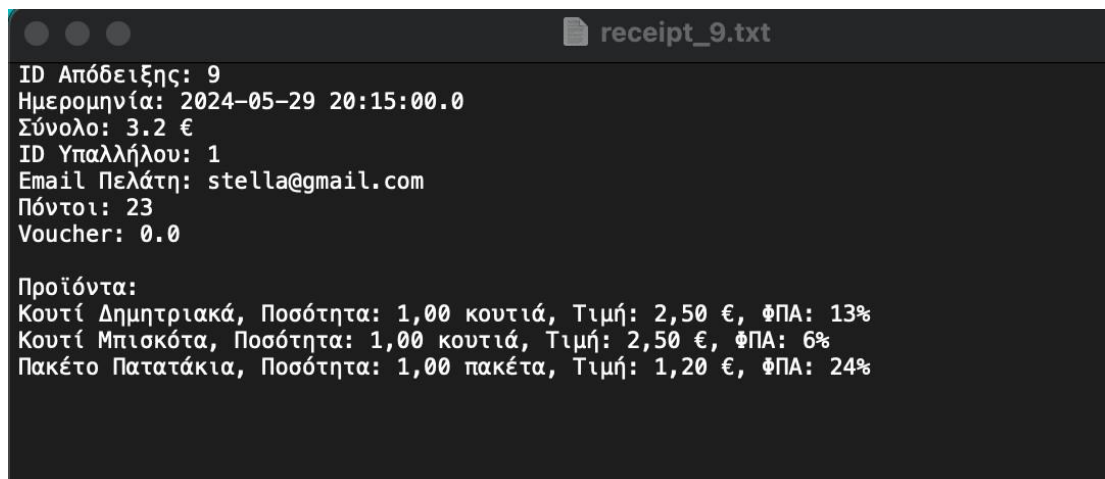 receipt_9.txt
ID Απόδειξης: 9
Ημερομηνία: 2024-05-29 20:15:00.0
Σύνολο: 3.2 €
ID Υπαλλήλου: 1
Email Πελάτη: stella@gmail.com
Πόντοι: 23
Voucher: 0.0
Προϊόντα:
Κουτί Δημητριακά, Ποσότητα: 1,00 κουτιά, Τιμή: 2,50 €, ΦΠΑ: 13%
Κουτί Μπισκότα, Ποσότητα: 1,00 κουτιά, Τιμή: 2,50 €, ΦΠΑ: 6%
Πακέτο Πατατάκια, Ποσότητα: 1,00 πακέτα, Τιμή: 1,20 €, ΦΠΑ: 24%